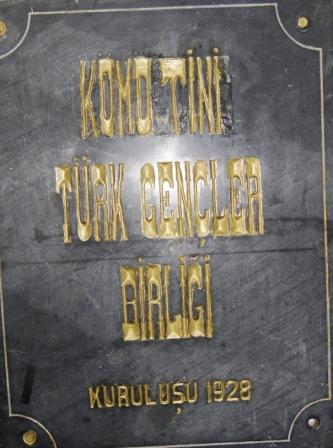 KOMOTİNİ
TÜRK GENÇLER
BİRLİĞİ
KURULUŞU 1928